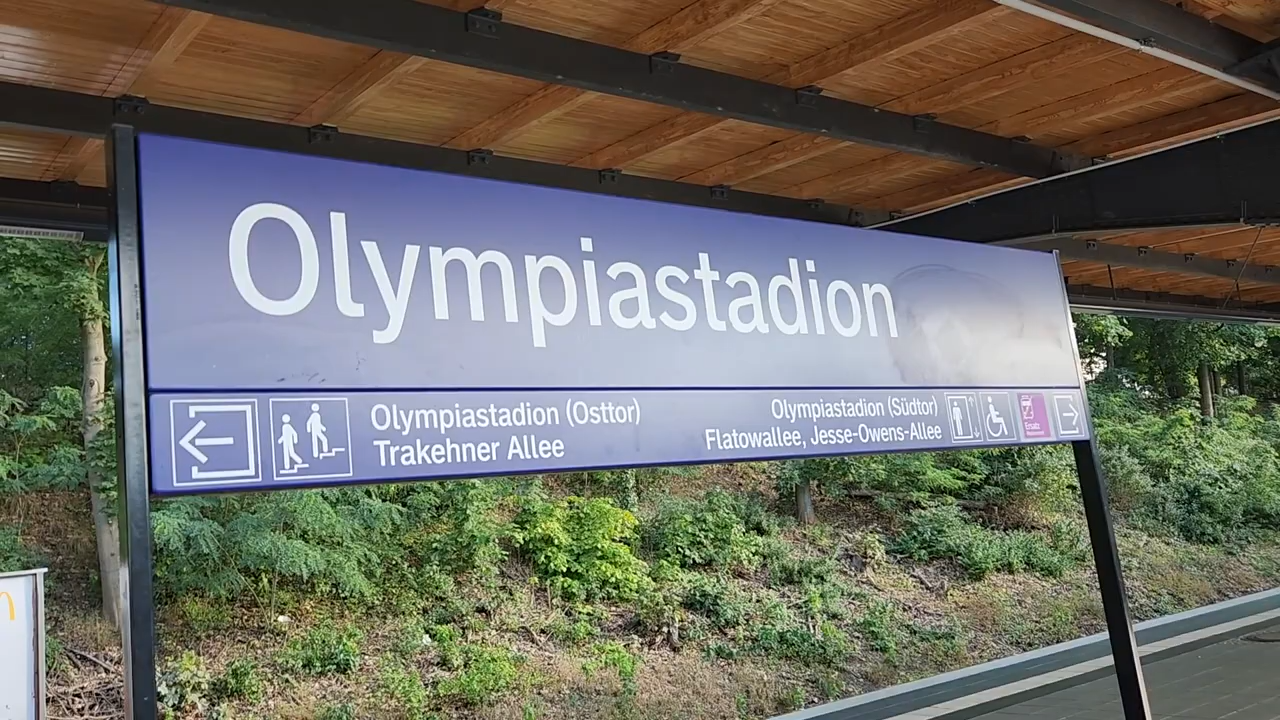 Olympiastadion
Olympiastadion (Osttor)
Trakehner Allee
Olympiastadion (Südtor)
Flatowallee, Jesse-Owens-Allee
Ersatz